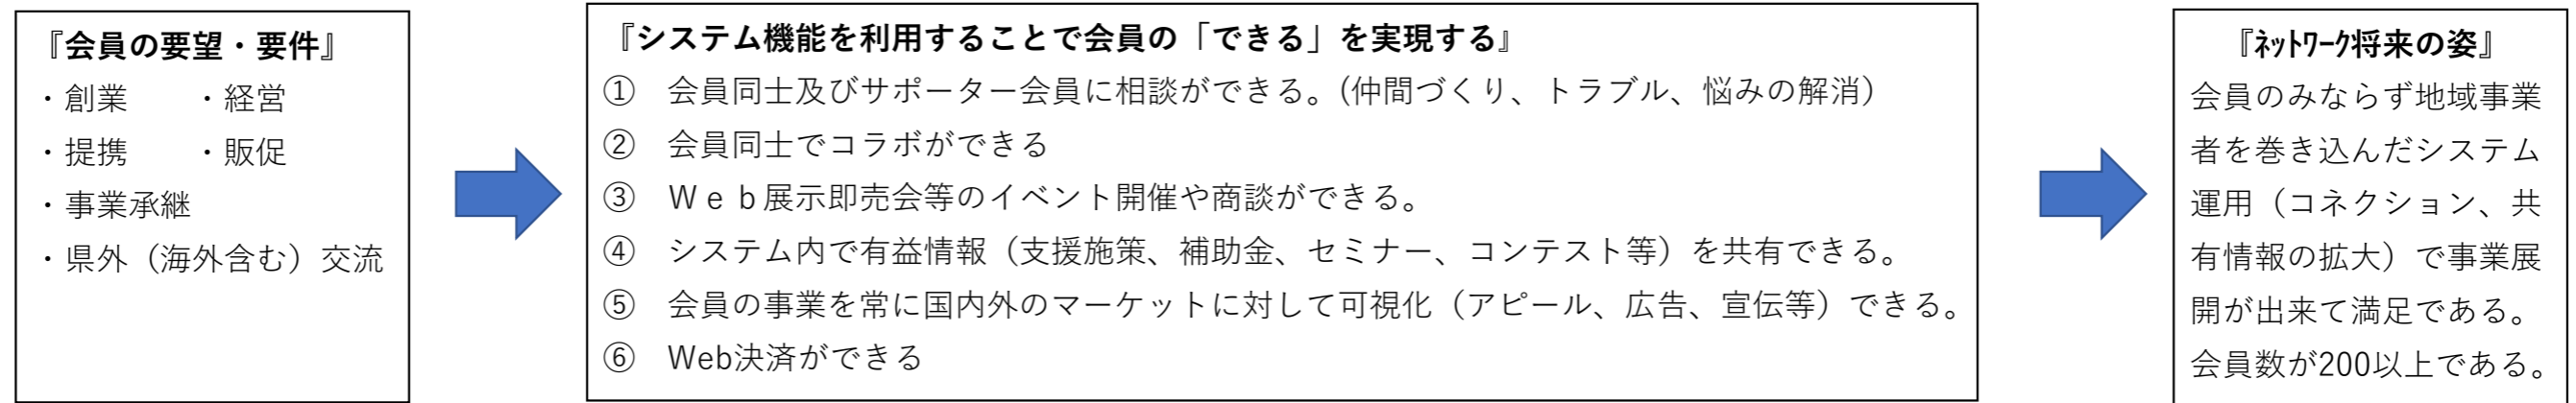 『会員の要望・要件』
・創業　　・経営
・提携　　・販促
・事業承継
・県外（海外含む）交流
『システム機能を利用することで会員の「できる」を実現する』
①　会員同士及びサポーター会員に相談ができる。(仲間づくり、トラブル、悩みの解消）
②　会員同士でコラボができる
③　Ｗｅｂ展示即売会等のイベント開催や商談ができる。
④　システム内で有益情報（支援施策、補助金、セミナー、コンテスト等）を共有できる。
⑤　会員の事業を常に国内外のマーケットに対して可視化（アピール、広告、宣伝等）できる。
⑥　Web決済ができる
『ﾈｯﾄﾜｰｸ将来の姿』
会員のみならず地域事業
者を巻き込んだシステム
運用（コネクション、共
有情報の拡大）で事業展
開が出来て満足である。
会員数が200以上である。